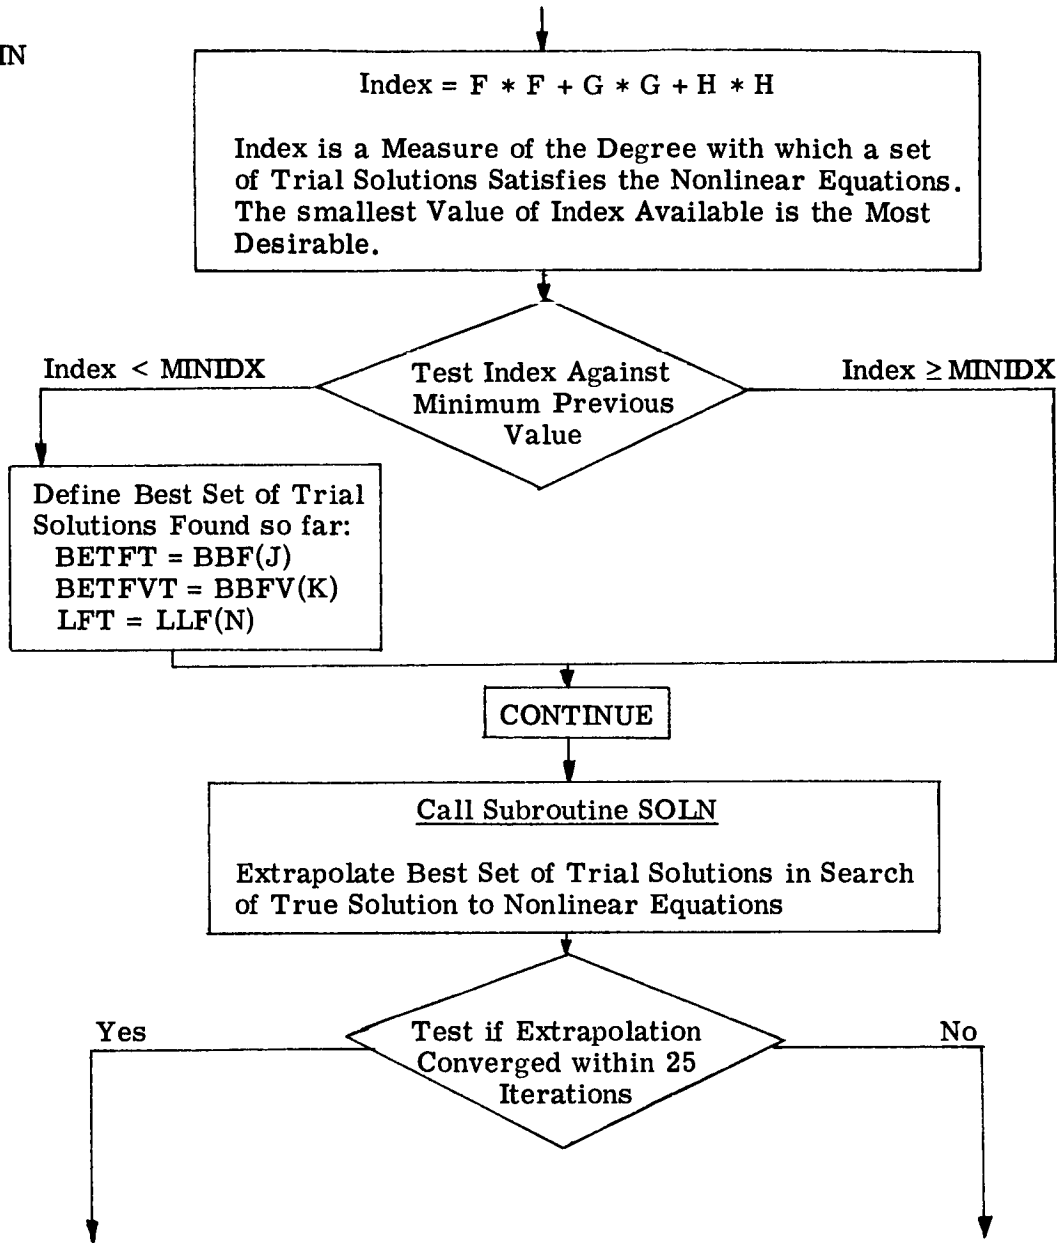 IN
Index = F * F + G * G + H * H
Index is a Measure of the Degree with which a set
of Trial Solutions Satisfies the Nonlinear Equations.
The smallest Value of Index Available is the Most
Desirable.
Index < MINIDX
Test Index Against
Minimum Previous
Value
Index ≥ MINIDX
Define Best Set of Trial
Solutions Found so far:
BETFT = BBF(J)
BETFVT = BBFV(K)
LFT = LLF(N)
CONTINUE
Call Subroutine SOLN
Extrapolate Best Set of Trial Solutions in Search
of True Solution to Nonlinear Equations
Yes
Test if Extrapolation
Converged within 25
Iterations
No